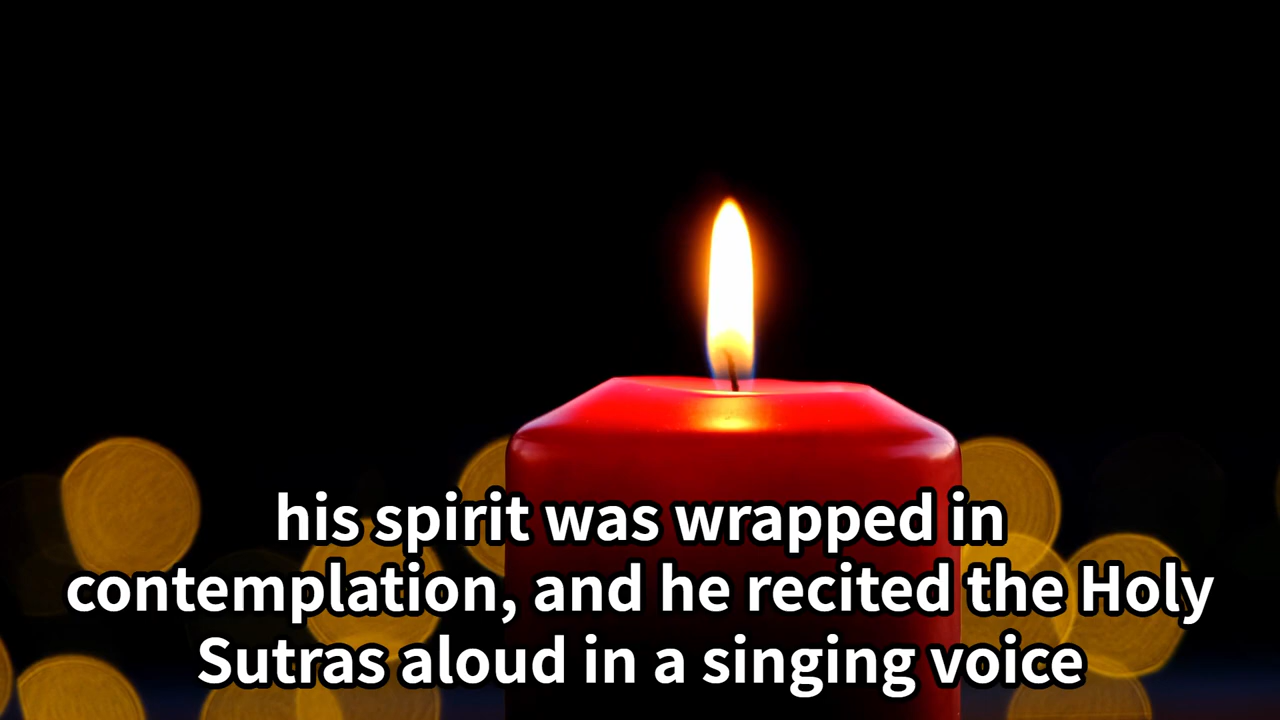 his spirit was wrapped in
contemplation, and he recited the Holy
Sutras aloud in a singing voice